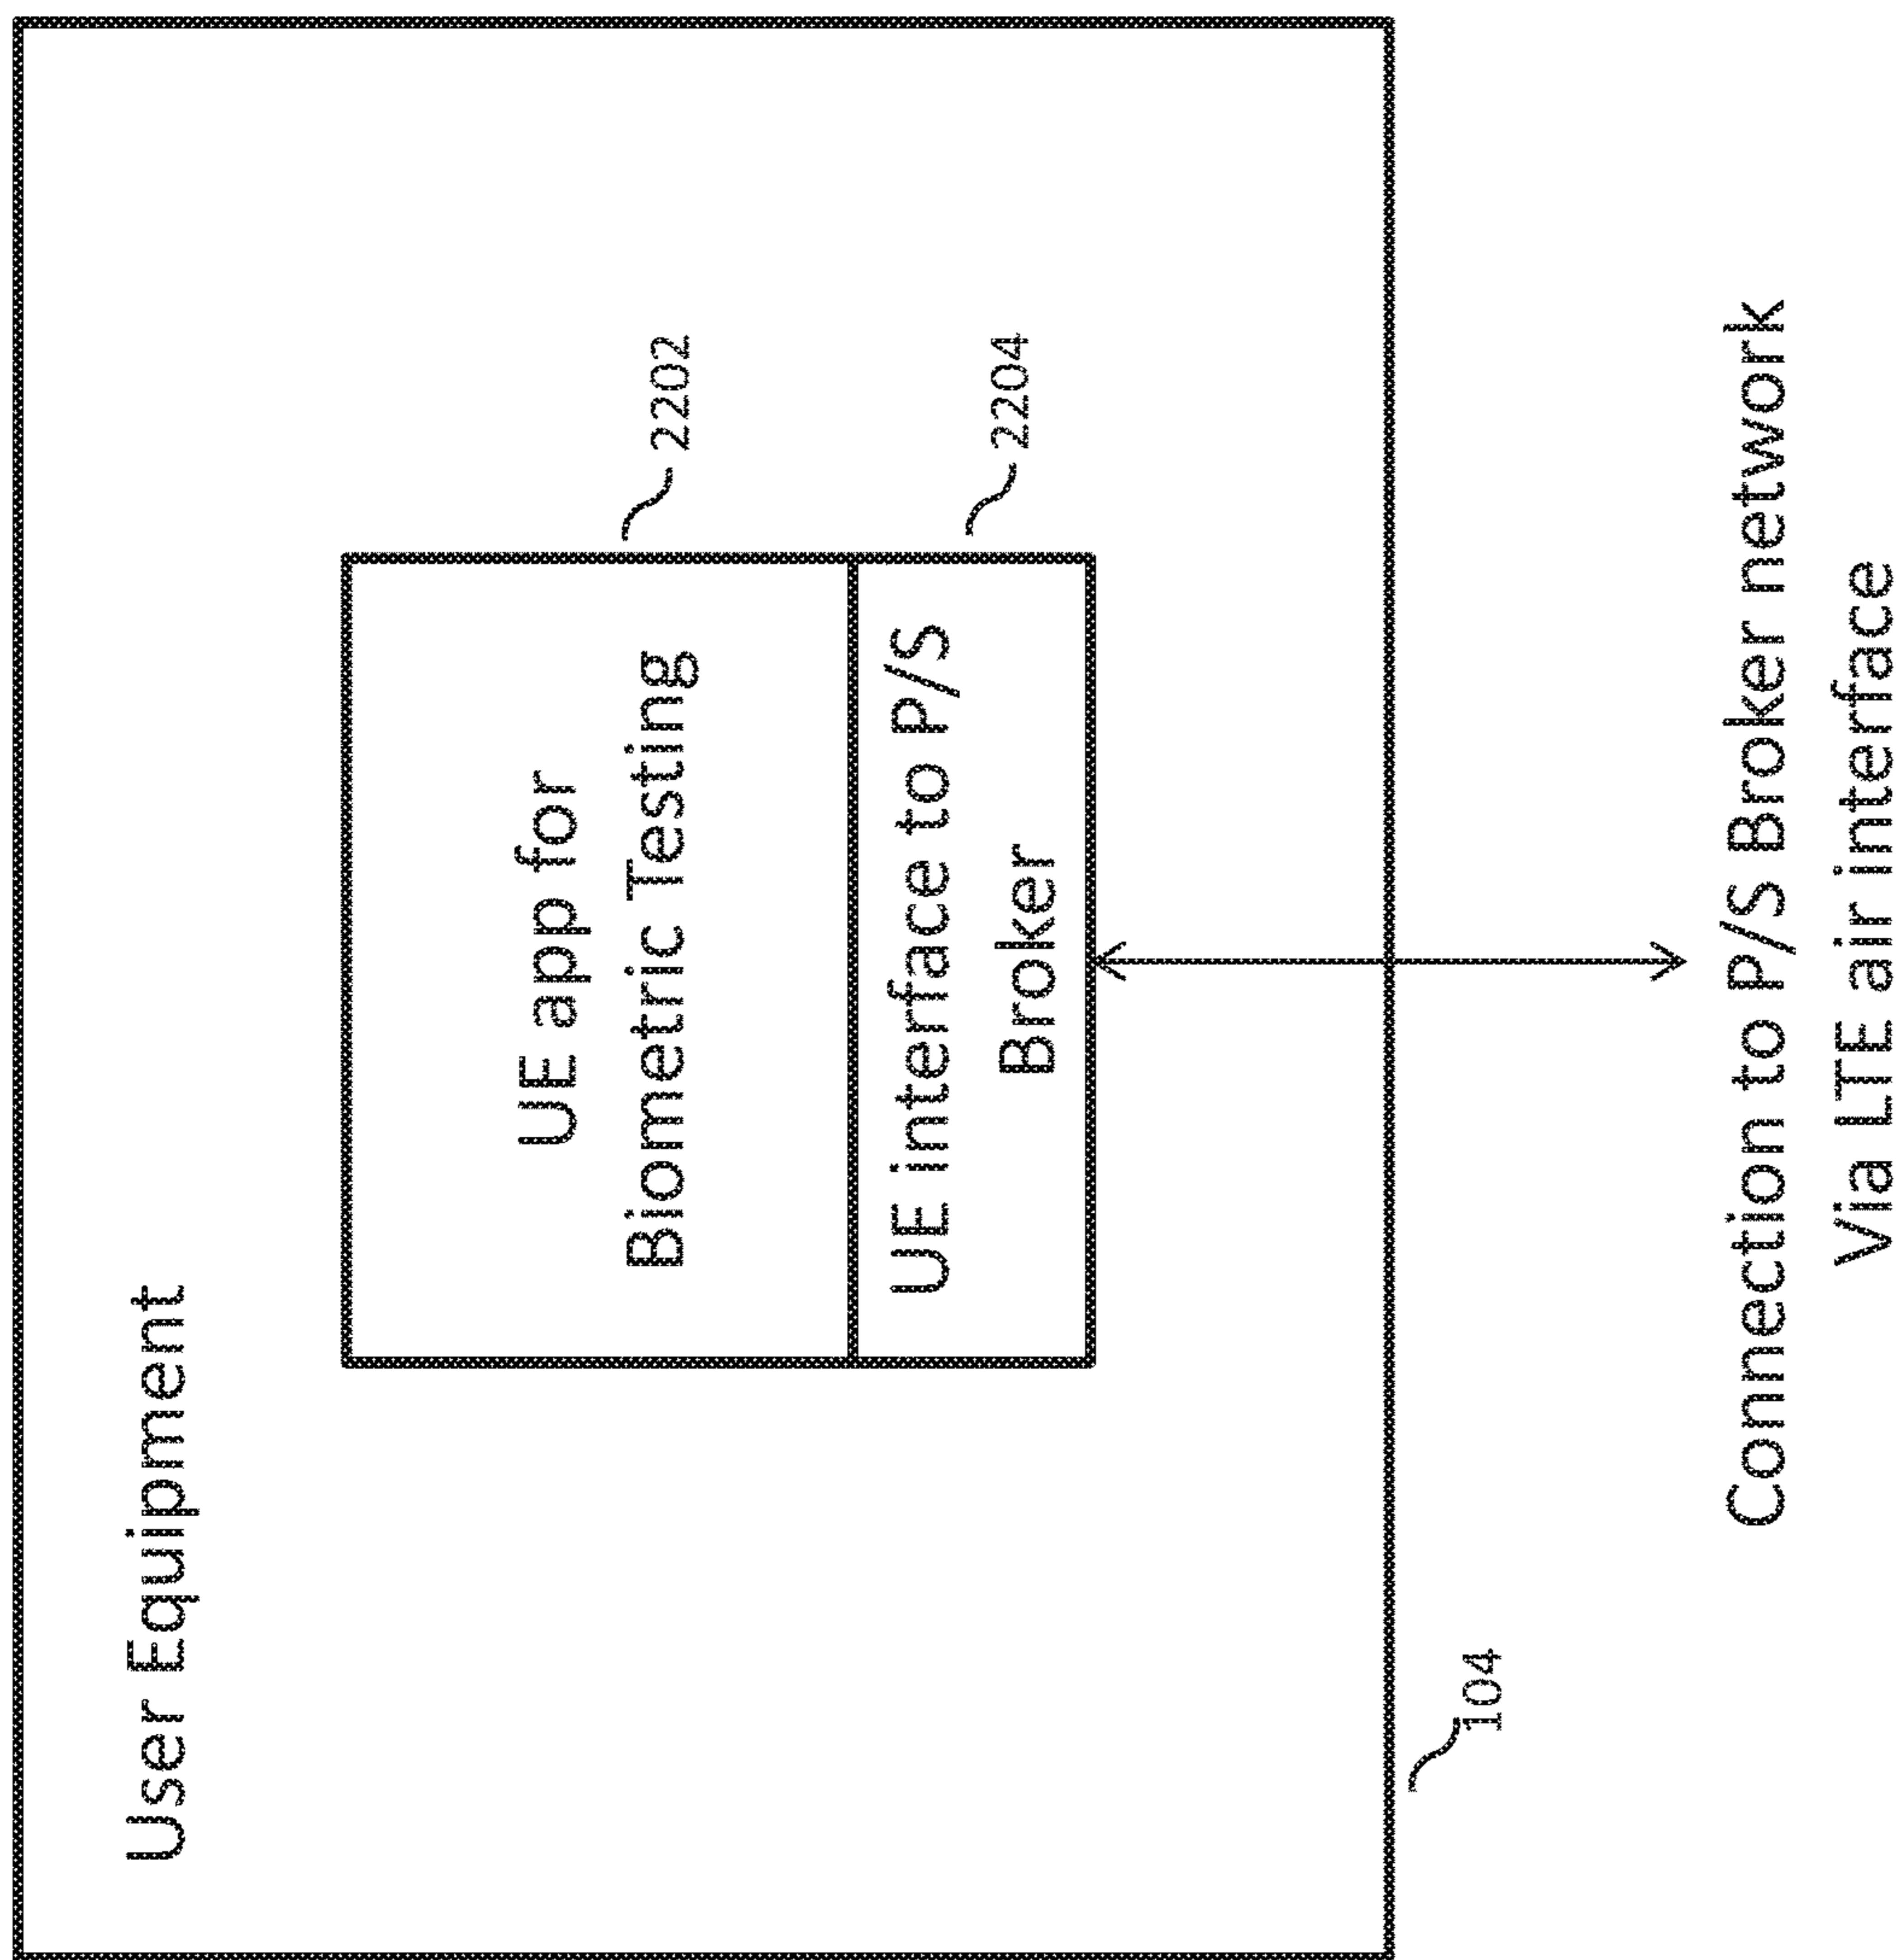 User Equipment
UE app for
Biometric Testing
2202
UE interface to P/S
Broker
2204
104
Connection to P/S Broker network
Via LTE air interface